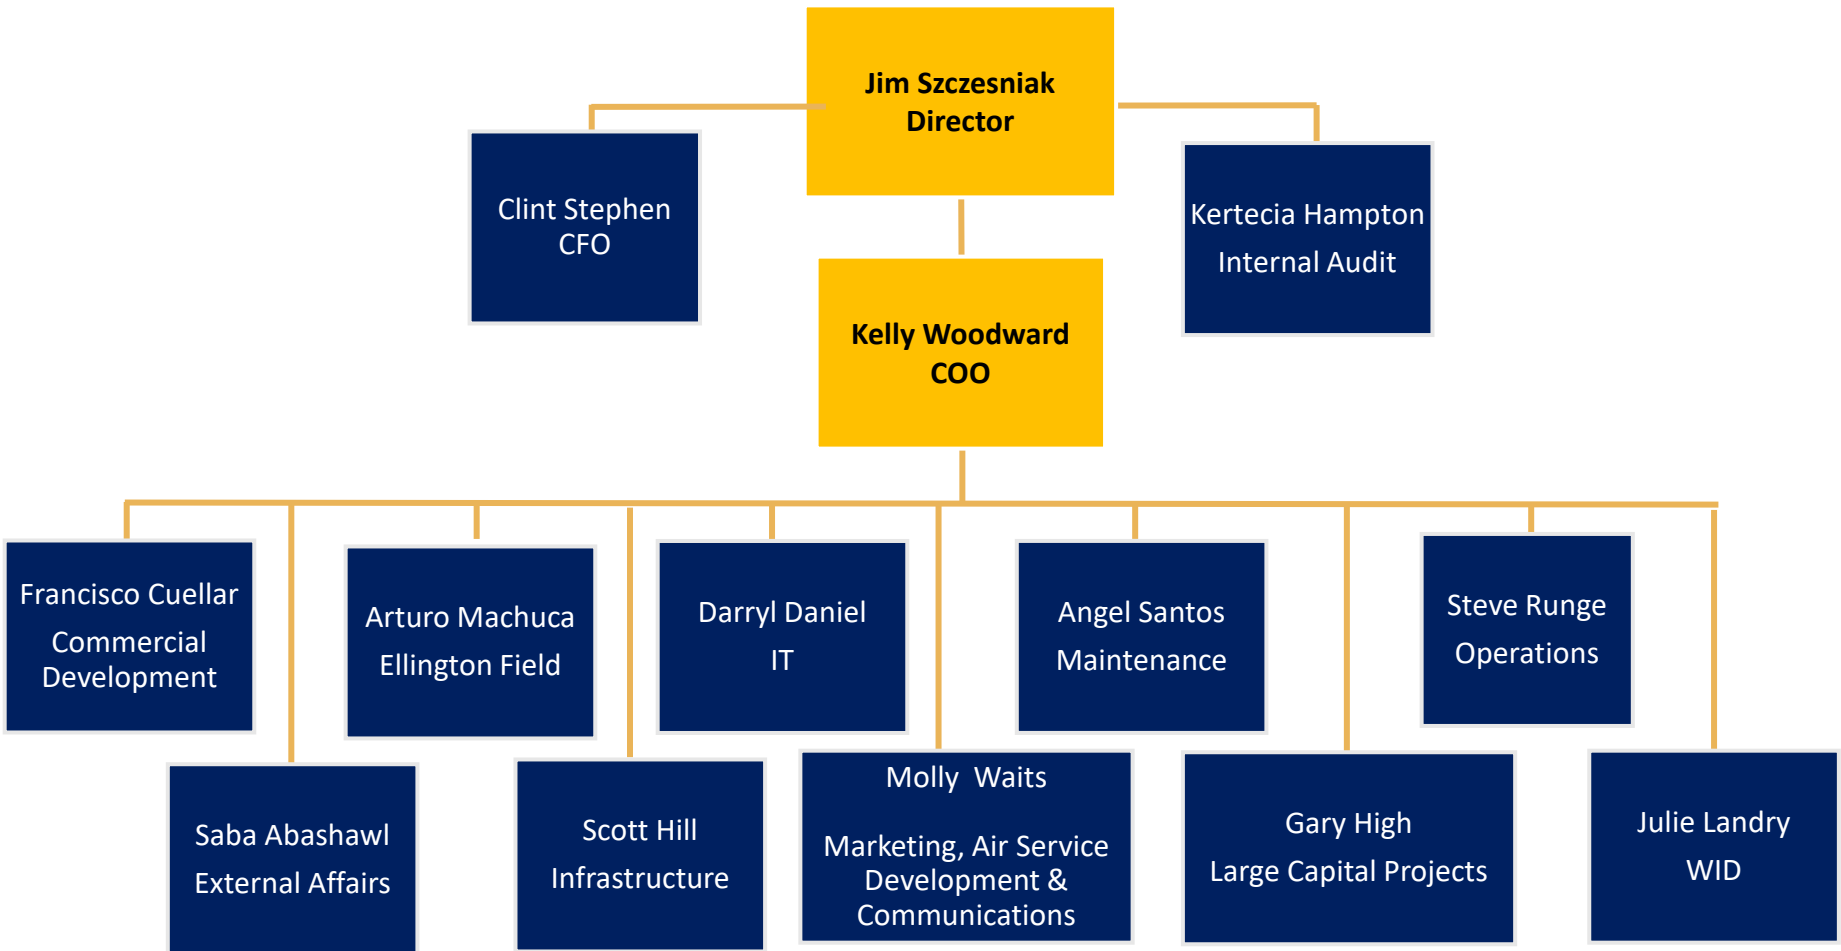 Jim Szczesniak
Director
Clint Stephen
CFO
Kertecia Hampton
Internal Audit
Kelly Woodward
COO
Francisco Cuellar
Commercial
Development
Arturo Machuca
Ellington Field
Darryl Daniel
IT
Angel Santos
Maintenance
Steve Runge
Operations
Saba Abashawl
External Affairs
Scott Hill
Infrastructure
Molly Waits
Marketing, Air Service
Development &
Communications
Gary High
Large Capital Projects
Julie Landry
WID